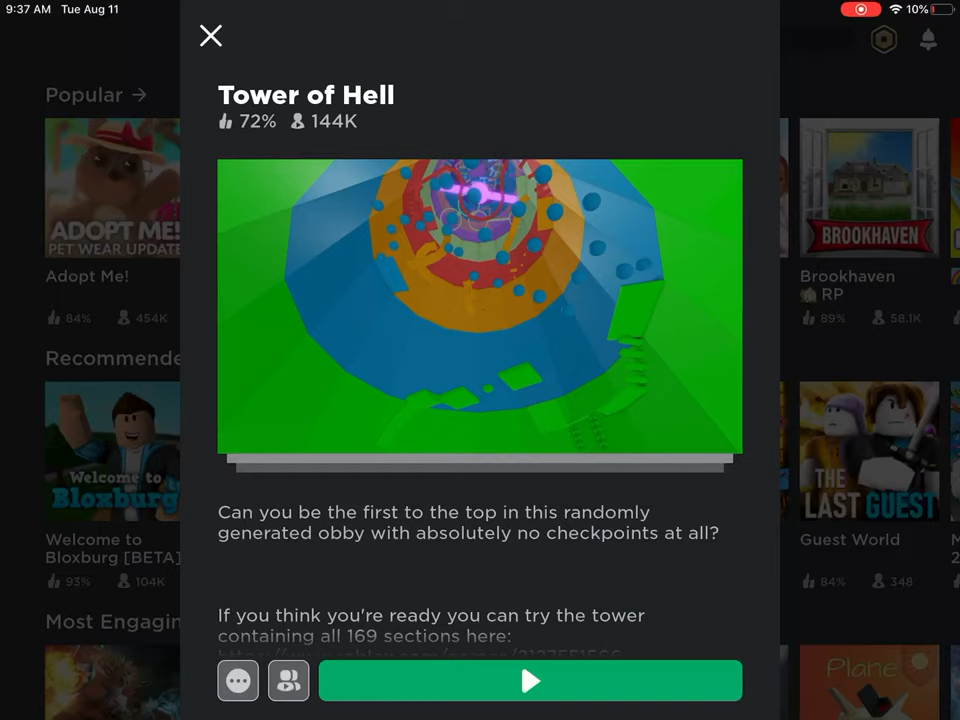 9:37 AM Tue Aug 11
10%
Popular →
Tower of Hell
72% 144K
ADOPT ME!
PET WEAR UPDATE
BROOKHAVEN
Adopt Me!
Brookhaven
RP
84% 454K
89% 58.1K
Recommende
Welcome to
Bloxburg
THE
LAST GUEST
Can you be the first to the top in this randomly
generated obby with absolutely no checkpoints at all?
Welcome to
Bloxburg [BETA]
Guest World
93% 104K
84% 348
If you think you're ready you can try the tower
containing all 169 sections here:
Most Engagin
Plane